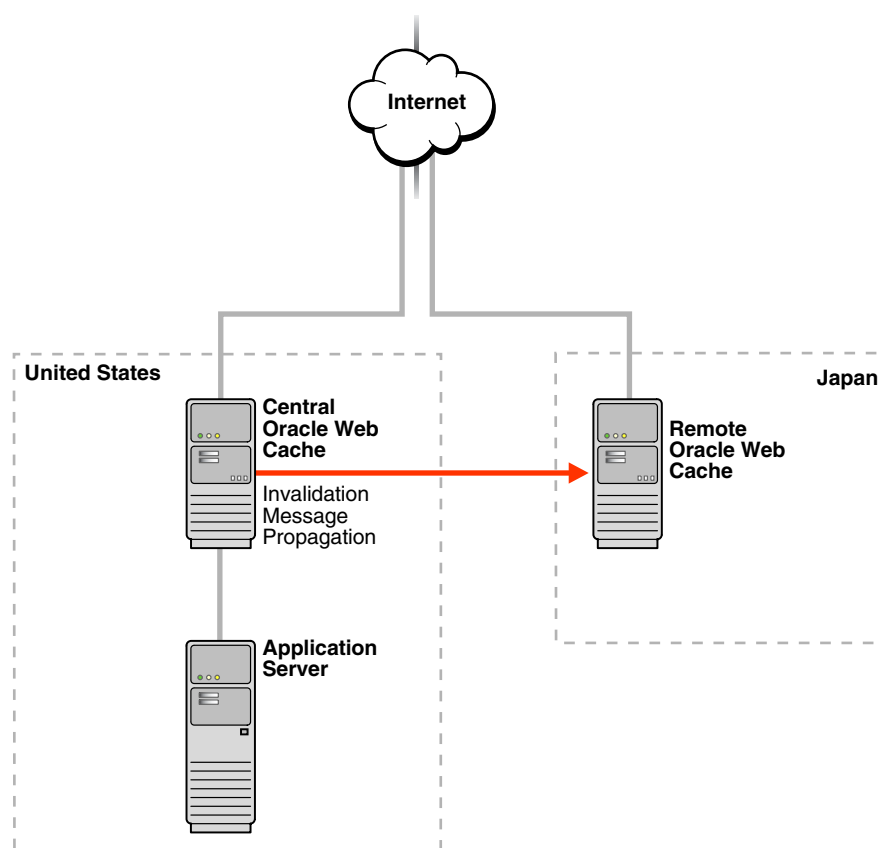 Internet
United States
Japan
Central
Oracle Web
Cache
Remote
Oracle Web
Cache
Invalidation
Message
Propagation
Application
Server